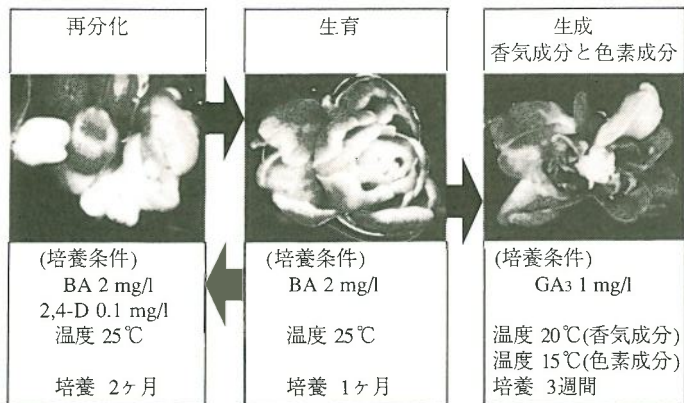 再分化
(培養条件)
BA 2 mg/l
2,4-D 0.1 mg/l
温度 25℃
培養 2ヶ月
生育
(培養条件)
BA 2 mg/l
温度 25℃
培養 1ヶ月
生成
香気成分と色素成分
(培養条件)
GA3 1 mg/l
温度 20℃(香気成分)
温度 15℃(色素成分)
培養 3週間